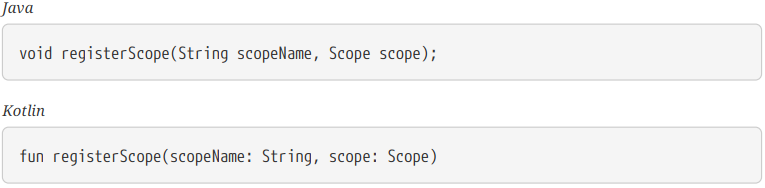 Java
void registerScope(String scopeName, Scope scope);
Kotlin
fun registerScope(scopeName: String, scope: Scope)